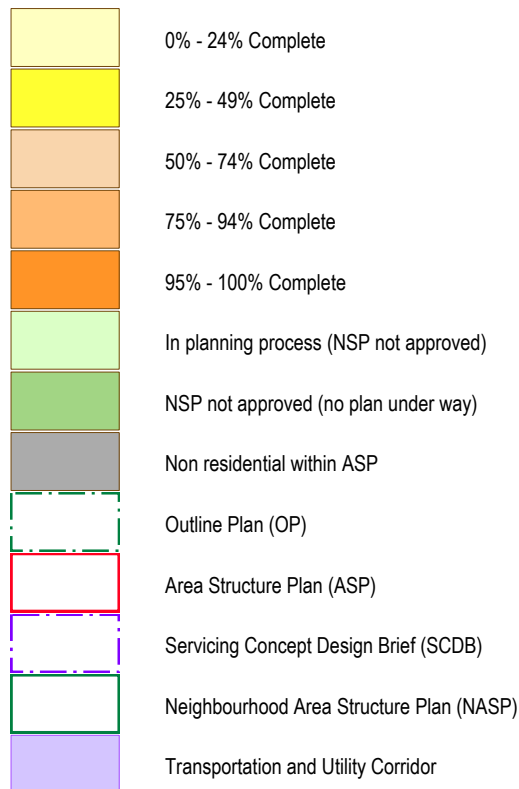 0% - 24% Complete
25% - 49% Complete
50% - 74% Complete
75% - 94% Complete
95% - 100% Complete
In planning process (NSP not approved)
NSP not approved (no plan under way)
Non residential within ASP
Outline Plan (OP)
Area Structure Plan (ASP)
Servicing Concept Design Brief (SCDB)
Neighbourhood Area Structure Plan (NASP)
Transportation and Utility Corridor